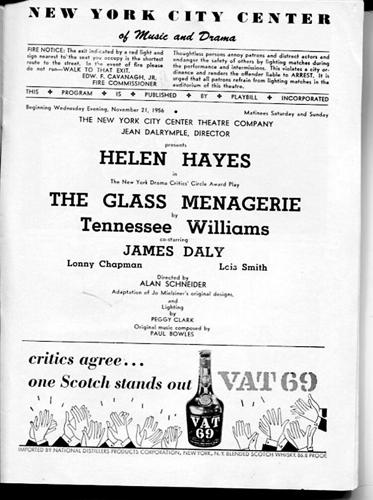 NEW YORK CITY CENTER
of Music and Drama
FIRE NOTICE: The exit indicated by a red light and
sign nearest to the seat you occupy is the shortest
route to the street. In the event of fire please
do not run—WALK TO THAT EXIT.
EDW. F. CAVANAGH, JR.
FIRE COMMISSIONER
Thoughtless persons annoy patrons and distract actors and
endanger the safety of others by lighting matches during
the performance and intermissions. This violates a city or-
dinance and renders the offender liable to ARREST. It is
urged that all patrons refrain from lighting matches in the
auditorium of this theatre.
THIS ✦ PROGRAM ✦ IS ✦ PUBLISHED ✦ BY ✦ PLAYBILL ✦ INCORPORATED
Beginning Wednesday Evening, November 21, 1956 • Matinees Saturday and Sunday
THE NEW YORK CITY CENTER THEATRE COMPANY
JEAN DALRYMPLE, DIRECTOR
presents
HELEN HAYES
in
The New York Drama Critics' Circle Award Play
THE GLASS MENAGERIE
by
Tennessee Williams
co-starring
JAMES DALY
Lonny Chapman Lois Smith
Directed by
ALAN SCHNEIDER
Adaptation of Jo Mielziner's original designs,
and
Lighting
by
PEGGY CLARK
Original music composed by
PAUL BOWLES
critics agree...
one Scotch stands out VAT 69
VAT
69
IMPORTED BY NATIONAL DISTILLERS PRODUCTS CORPORATION, NEW YORK, N.Y. BLENDED SCOTCH WHISKY. 86.8 PROOF